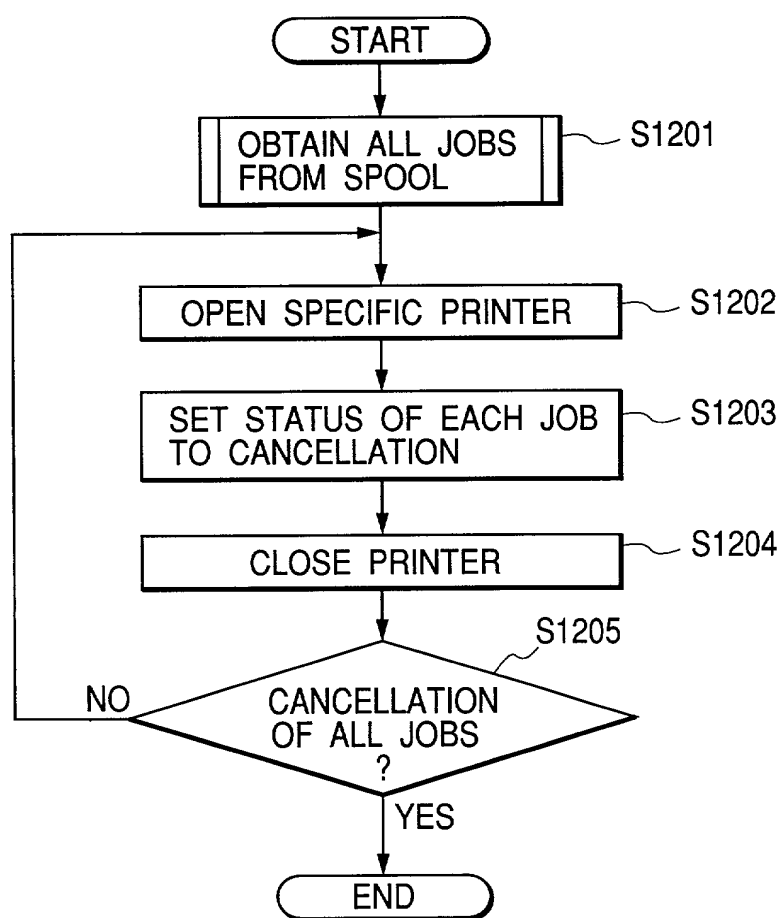 START
OBTAIN ALL JOBS
FROM SPOOL
S1201
OPEN SPECIFIC PRINTER
S1202
SET STATUS OF EACH JOB
TO CANCELLATION
S1203
CLOSE PRINTER
S1204
S1205
NO
CANCELLATION
OF ALL JOBS
?
YES
END